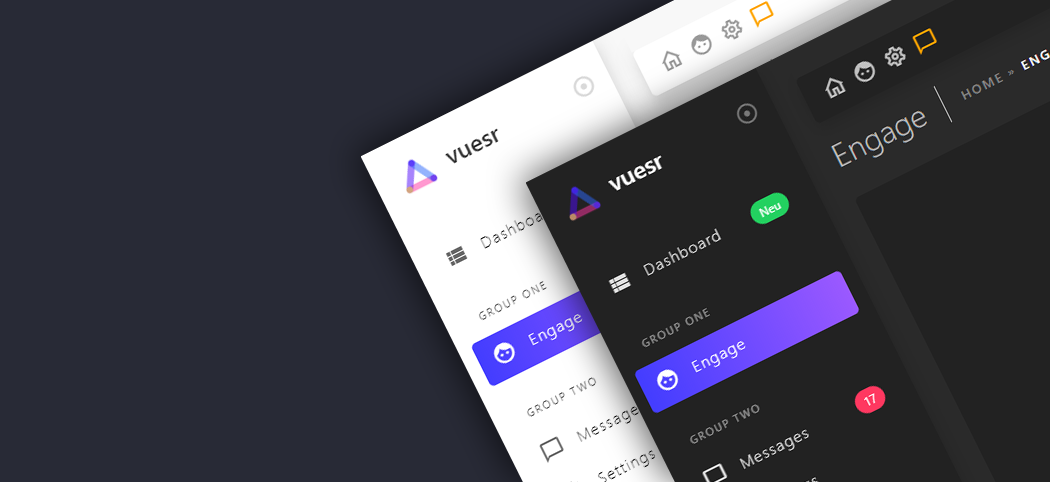 vuesr
Dashboa
GROUP ONE
Engage
GROUP TWO
Message
Settings
vuesr
Neu
Dashboard
GROUP ONE
Engage
GROUP TWO
17
Messages
Engage
HOME » ENG